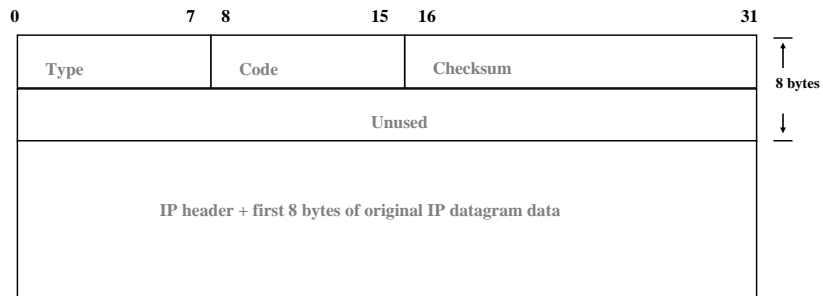 0 7 8 15 16 31
Type Code Checksum
8 bytes
Unused
IP header + first 8 bytes of original IP datagram data